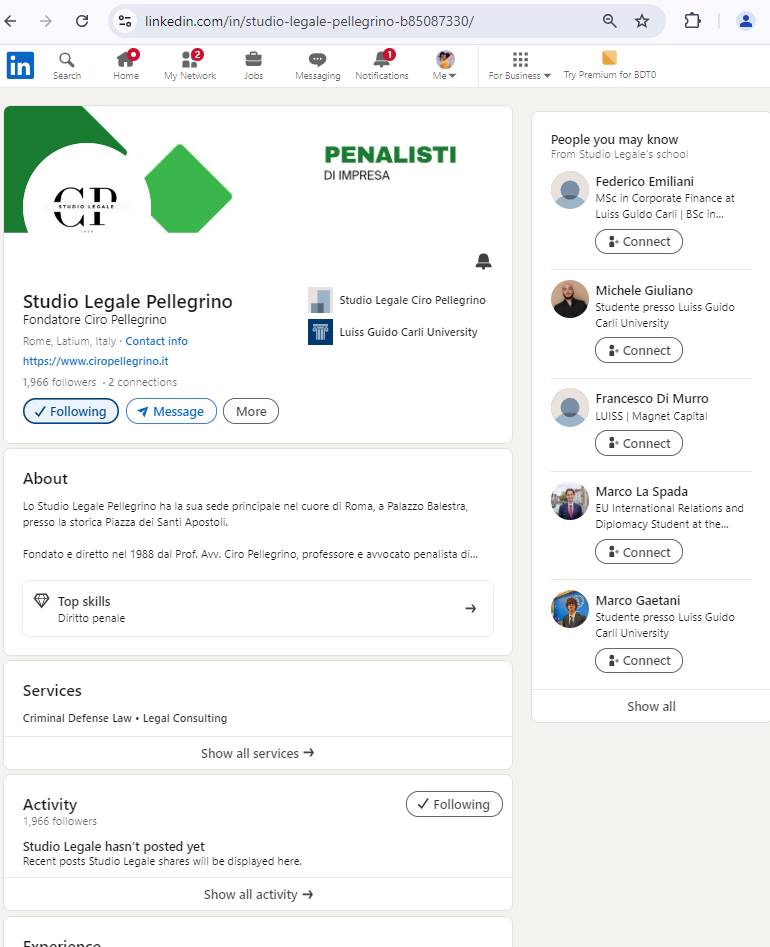 linkedin.com/in/studio-legale-pellegrino-b85087330/
in
Search
Home
2
My Network
Jobs
Messaging
1
Notifications
Me
For Business
Try Premium for BDT0
PENALISTI
DI IMPRESA
CP
STUDIO LEGALE
Studio Legale Pellegrino
Fondatore Ciro Pellegrino
Rome, Latium, Italy · Contact info
https://www.ciropellegrino.it
1,966 followers · 2 connections
Studio Legale Ciro Pellegrino
Luiss Guido Carli University
Following
Message
More
About
Lo Studio Legale Pellegrino ha la sua sede principale nel cuore di Roma, a Palazzo Balestra,
presso la storica Piazza dei Santi Apostoli.
Fondato e diretto nel 1988 dal Prof. Avv. Ciro Pellegrino, professore e avvocato penalista di...
Top skills
Diritto penale
Services
Criminal Defense Law • Legal Consulting
Show all services
Activity
1,966 followers
Following
Studio Legale hasn't posted yet
Recent posts Studio Legale shares will be displayed here.
Show all activity
Experience
People you may know
From Studio Legale's school
Federico Emiliani
MSc in Corporate Finance at
Luiss Guido Carli | BSc in...
Connect
Michele Giuliano
Studente presso Luiss Guido
Carli University
Connect
Francesco Di Murro
LUISS | Magnet Capital
Connect
Marco La Spada
EU International Relations and
Diplomacy Student at the...
Connect
Marco Gaetani
Studente presso Luiss Guido
Carli University
Connect
Show all